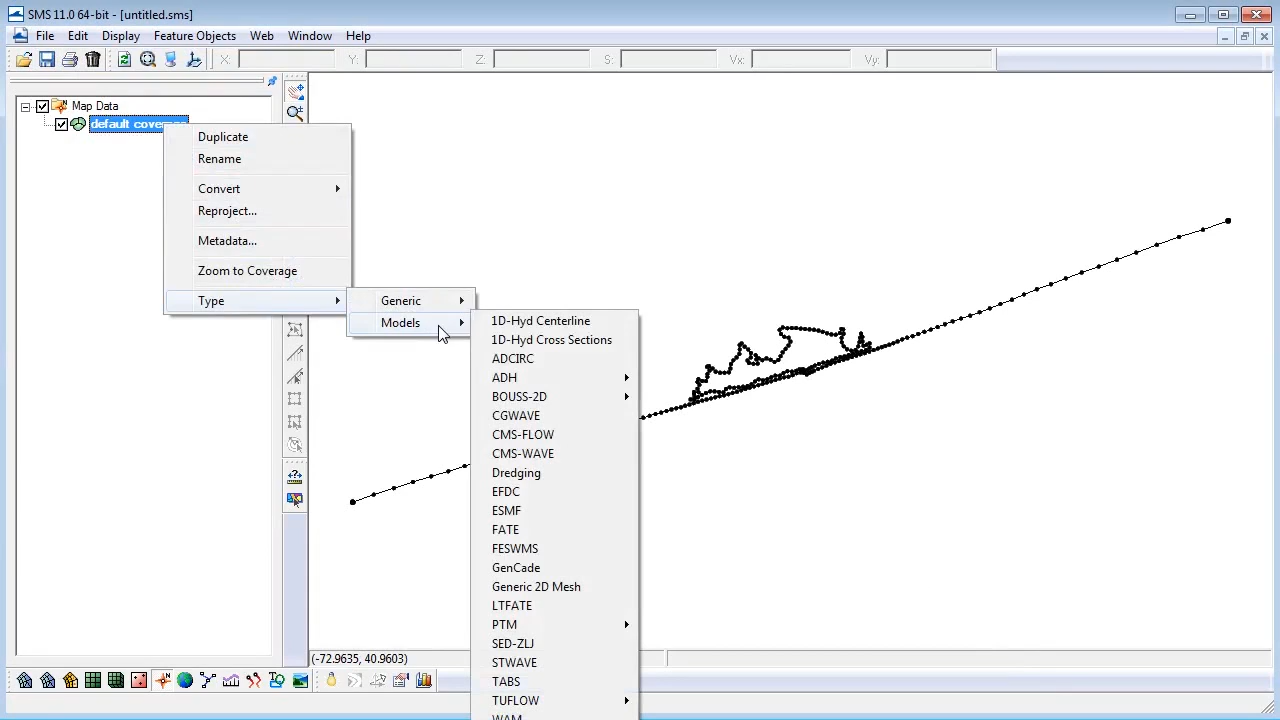 SMS 11.0 64-bit - [untitled.sms]
File Edit Display Feature Objects Web Window Help
X: Y: Z: S: Vx: Vy:
Map Data
default coverage
Duplicate
Rename
Convert
Reproject...
Metadata...
Zoom to Coverage
Type
Generic
Models
1D-Hyd Centerline
1D-Hyd Cross Sections
ADCIRC
ADH
BOUSS-2D
CGWAVE
CMS-FLOW
CMS-WAVE
Dredging
EFDC
ESMF
FATE
FESWMS
GenCade
Generic 2D Mesh
LTFATE
PTM
SED-ZLJ
STWAVE
TABS
TUFLOW
WAM
(-72.9635, 40.9603)